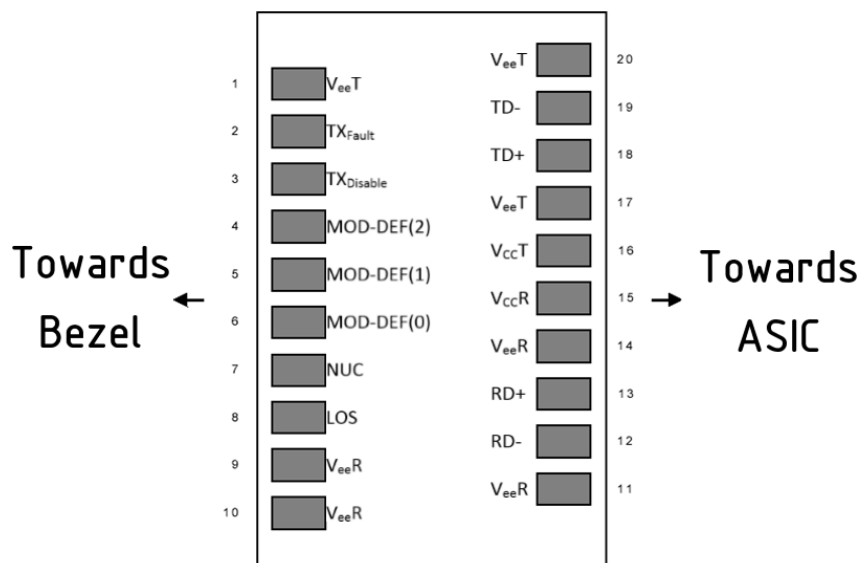 Towards
Bezel
1 VeeT
2 TXFault
3 TXDisable
4 MOD-DEF(2)
5 MOD-DEF(1)
6 MOD-DEF(0)
7 NUC
8 LOS
9 VeeR
10 VeeR
VeeT 20
TD- 19
TD+ 18
VeeT 17
VccT 16
VccR 15
VeeR 14
RD+ 13
RD- 12
VeeR 11
Towards
ASIC